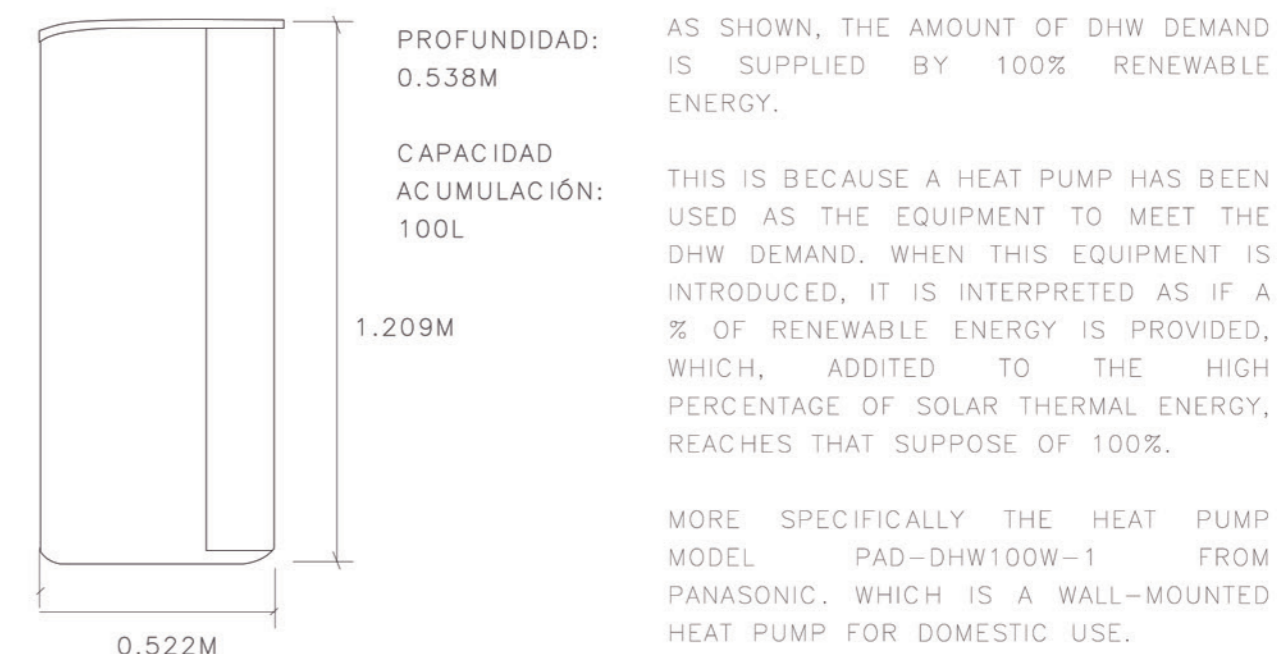 PROFUNDIDAD:
0.538M
CAPACIDAD
ACUMULACIÓN:
100L
1.209M
0.522M
AS SHOWN, THE AMOUNT OF DHW DEMAND
IS SUPPLIED BY 100% RENEWABLE
ENERGY.
THIS IS BECAUSE A HEAT PUMP HAS BEEN
USED AS THE EQUIPMENT TO MEET THE
DHW DEMAND. WHEN THIS EQUIPMENT IS
INTRODUCED, IT IS INTERPRETED AS IF A
% OF RENEWABLE ENERGY IS PROVIDED,
WHICH, ADDITED TO THE HIGH
PERCENTAGE OF SOLAR THERMAL ENERGY,
REACHES THAT SUPPOSE OF 100%.
MORE SPECIFICALLY THE HEAT PUMP
MODEL PAD-DHW100W-1 FROM
PANASONIC. WHICH IS A WALL-MOUNTED
HEAT PUMP FOR DOMESTIC USE.